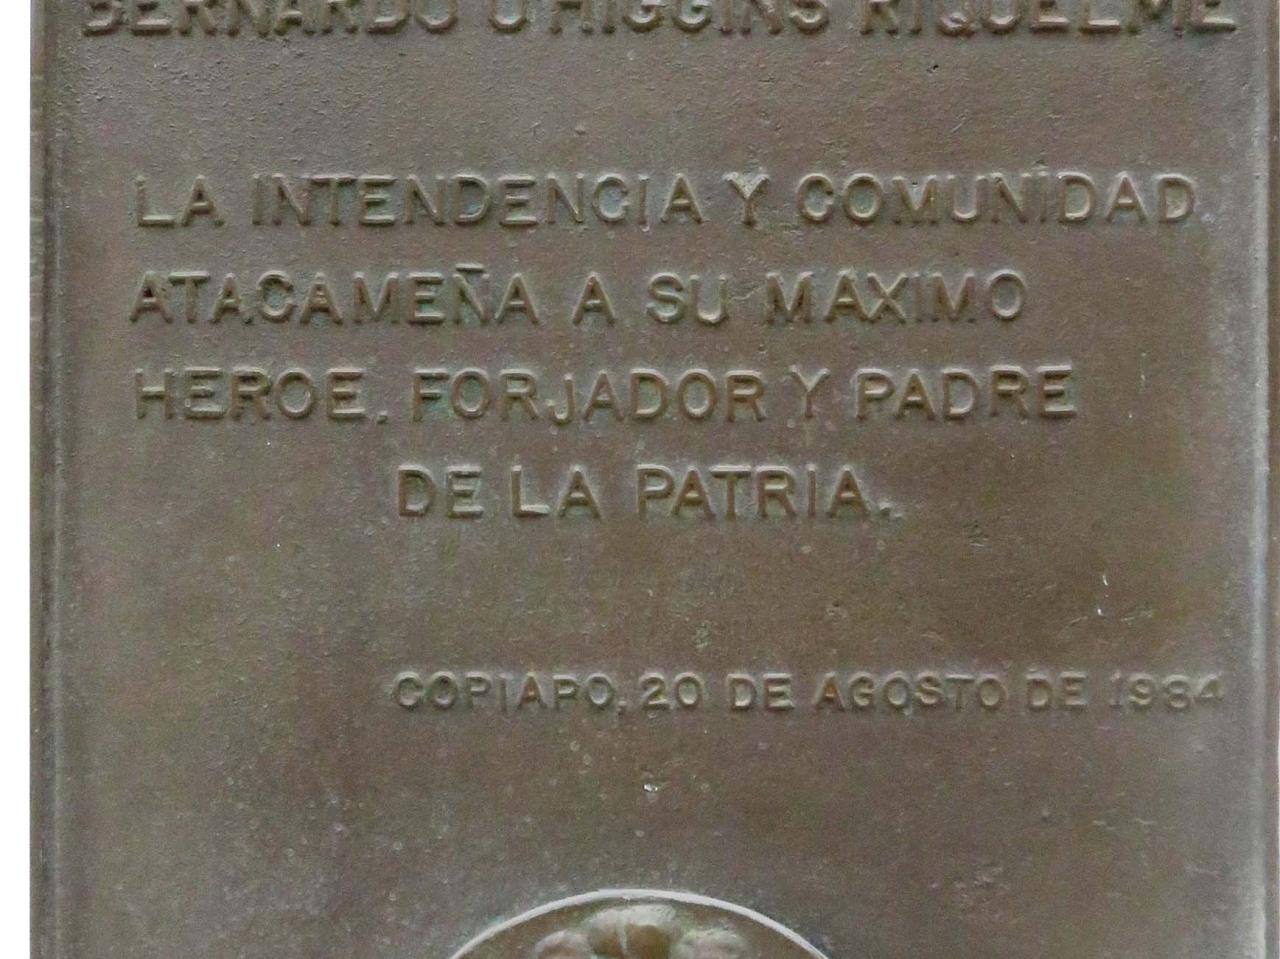 BERNARDO O'HIGGINS RIQUELME
LA INTENDENCIA Y COMUNIDAD
ATACAMEÑA A SU MAXIMO
HEROE, FORJADOR Y PADRE
DE LA PATRIA.
COPIAPO, 20 DE AGOSTO DE 1984